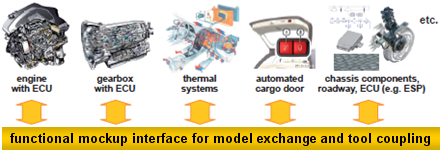 etc.
engine
with ECU
gearbox
with ECU
thermal
systems
automated
cargo door
chassis components,
roadway, ECU (e.g. ESP)
functional mockup interface for model exchange and tool coupling